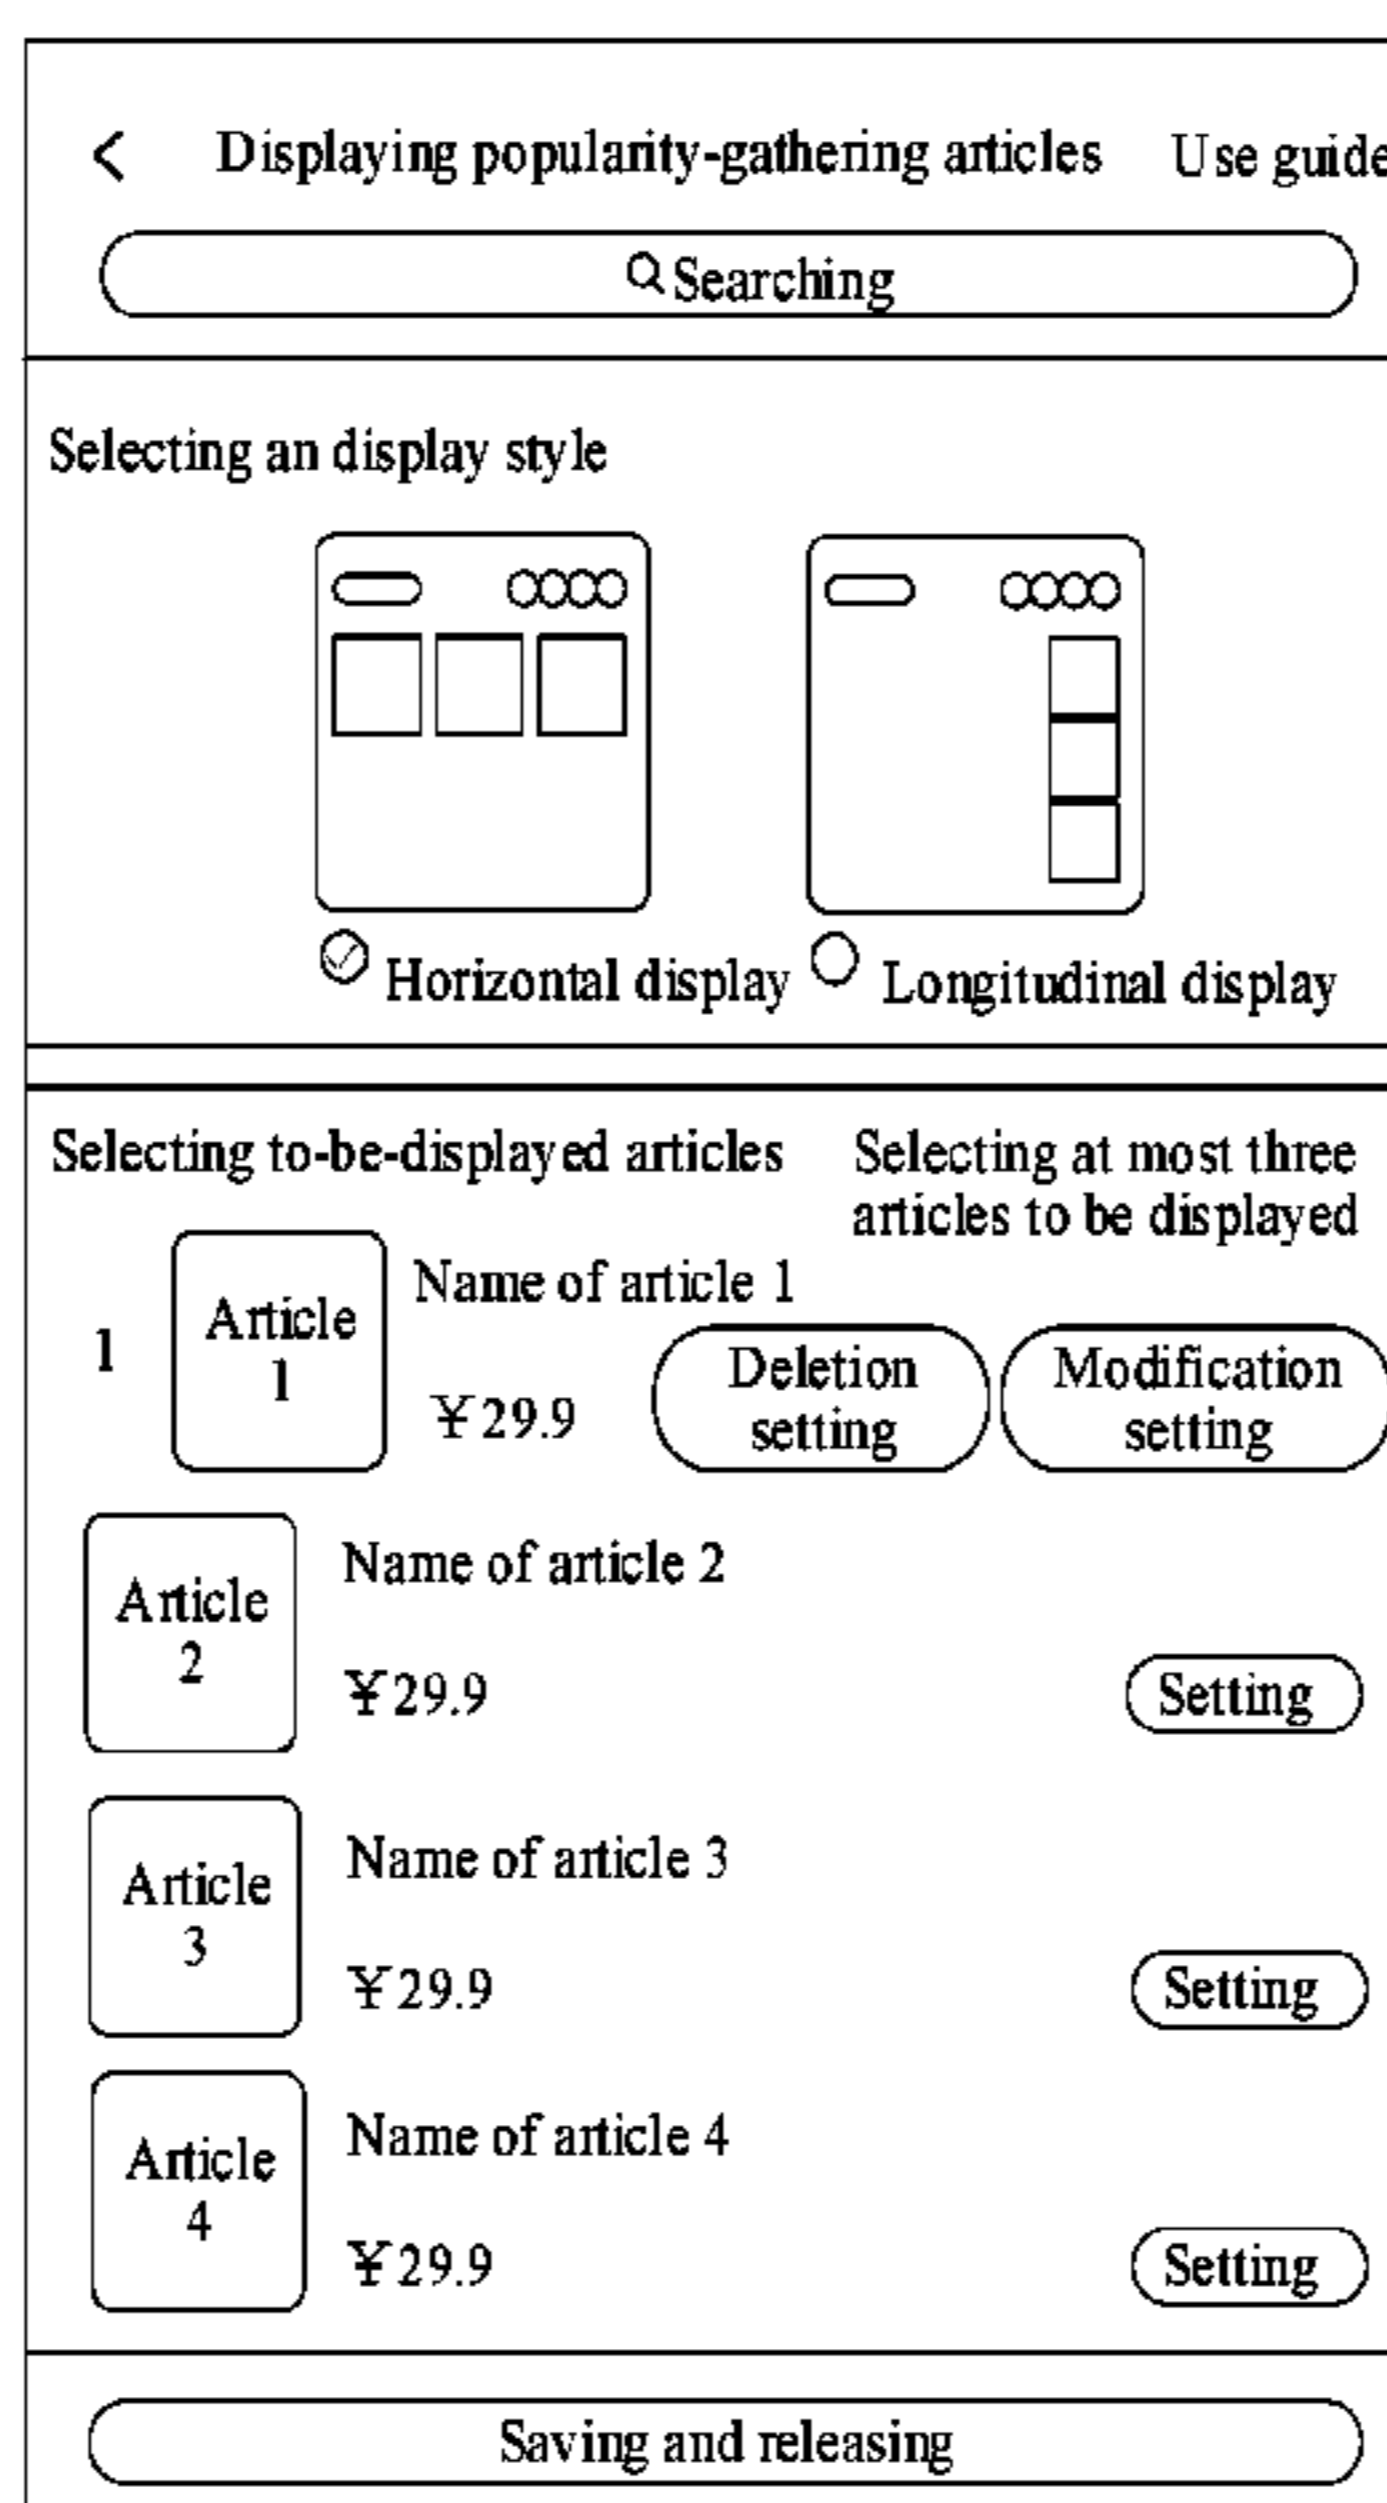 < Displaying popularity-gathering articles Use guide
Searching
Selecting an display style
Horizontal display Longitudinal display
Selecting to-be-displayed articles Selecting at most three
articles to be displayed
Name of article 1
1 Article
1
¥29.9 Deletion
setting Modification
setting
Name of article 2
Article
2
¥29.9 Setting
Name of article 3
Article
3
¥29.9 Setting
Name of article 4
Article
4
¥29.9 Setting
Saving and releasing